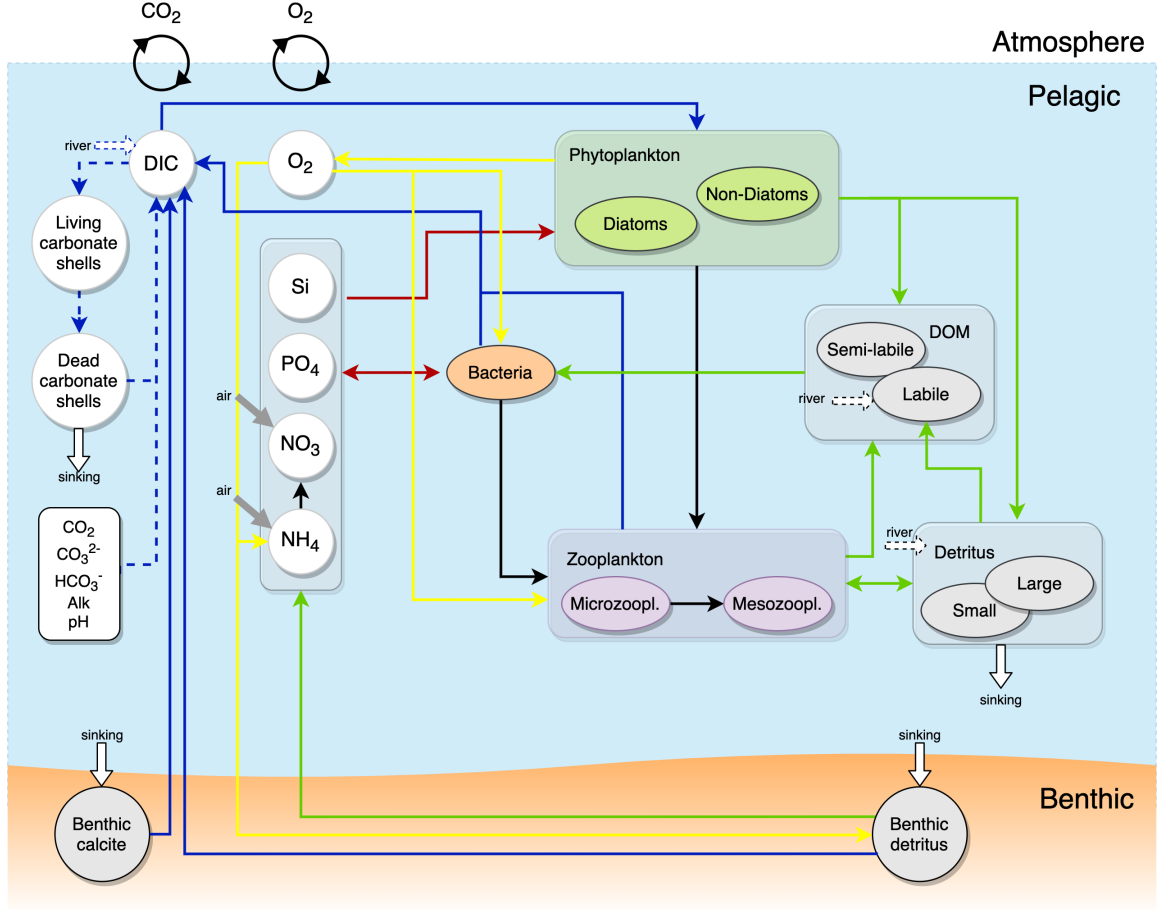 CO₂
O₂
Atmosphere
Pelagic
river
DIC
O₂
Phytoplankton
Non-Diatoms
Diatoms
Living
carbonate
shells
Si
Semi-labile
DOM
Dead
carbonate
shells
PO₄
Bacteria
river
Labile
air
NO₃
sinking
air
NH₄
CO₂
CO₃²⁻
HCO₃⁻
Alk
pH
Zooplankton
Microzoopl.
Mesozoopl.
river
Detritus
Large
Small
sinking
sinking
sinking
Benthic
Benthic
calcite
Benthic
detritus